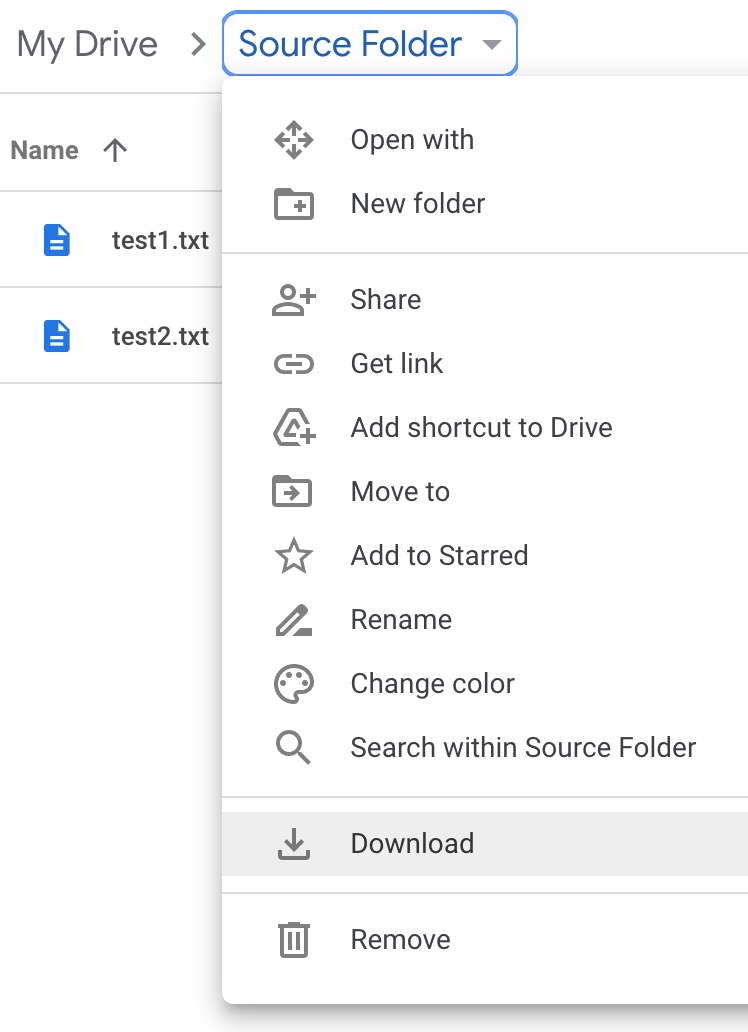 My Drive > Source Folder
Name
test1.txt
test2.txt
Open with
New folder
Share
Get link
Add shortcut to Drive
Move to
Add to Starred
Rename
Change color
Search within Source Folder
Download
Remove